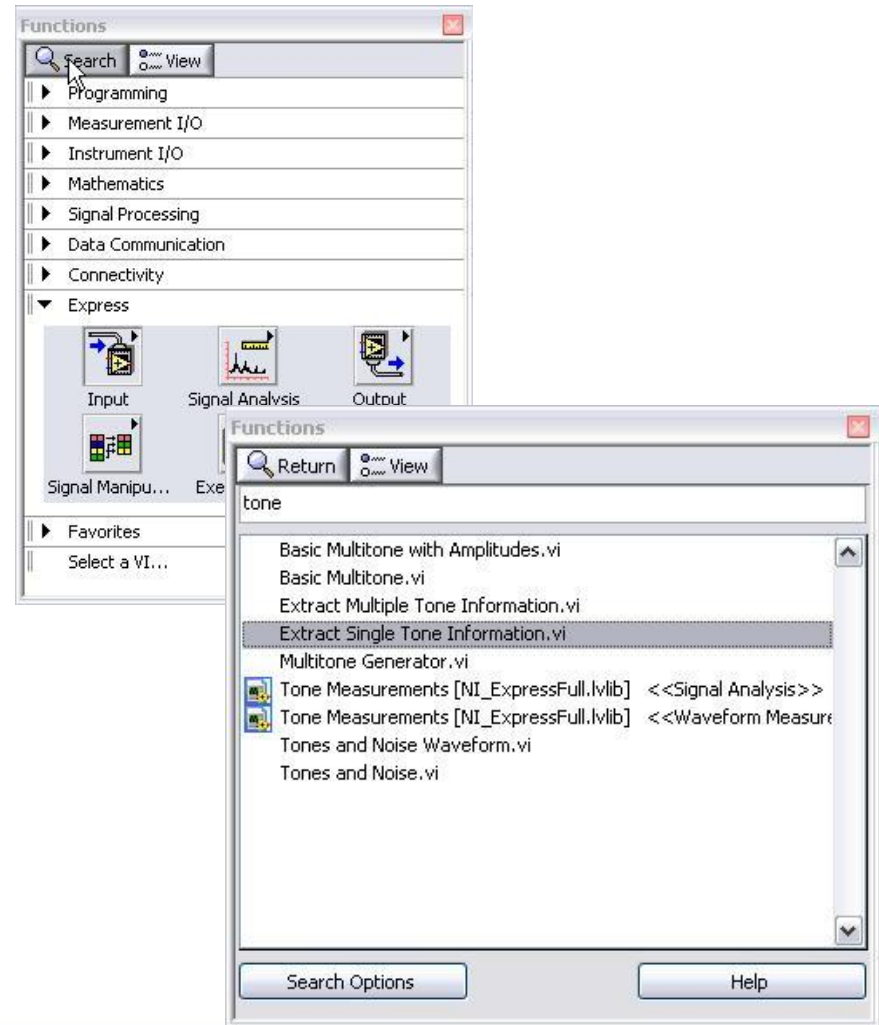 Functions
Search View
Programming
Measurement I/O
Instrument I/O
Mathematics
Signal Processing
Data Communication
Connectivity
Express
Input Signal Analysis Output
Signal Manipu... Exe
Favorites
Select a VI...
Functions
Return View
tone
Basic Multitone with Amplitudes.vi
Basic Multitone.vi
Extract Multiple Tone Information.vi
Extract Single Tone Information.vi
Multitone Generator.vi
Tone Measurements [NI_ExpressFull.lvlib] <<Signal Analysis>>
Tone Measurements [NI_ExpressFull.lvlib] <<Waveform Measure
Tones and Noise Waveform.vi
Tones and Noise.vi
Search Options Help